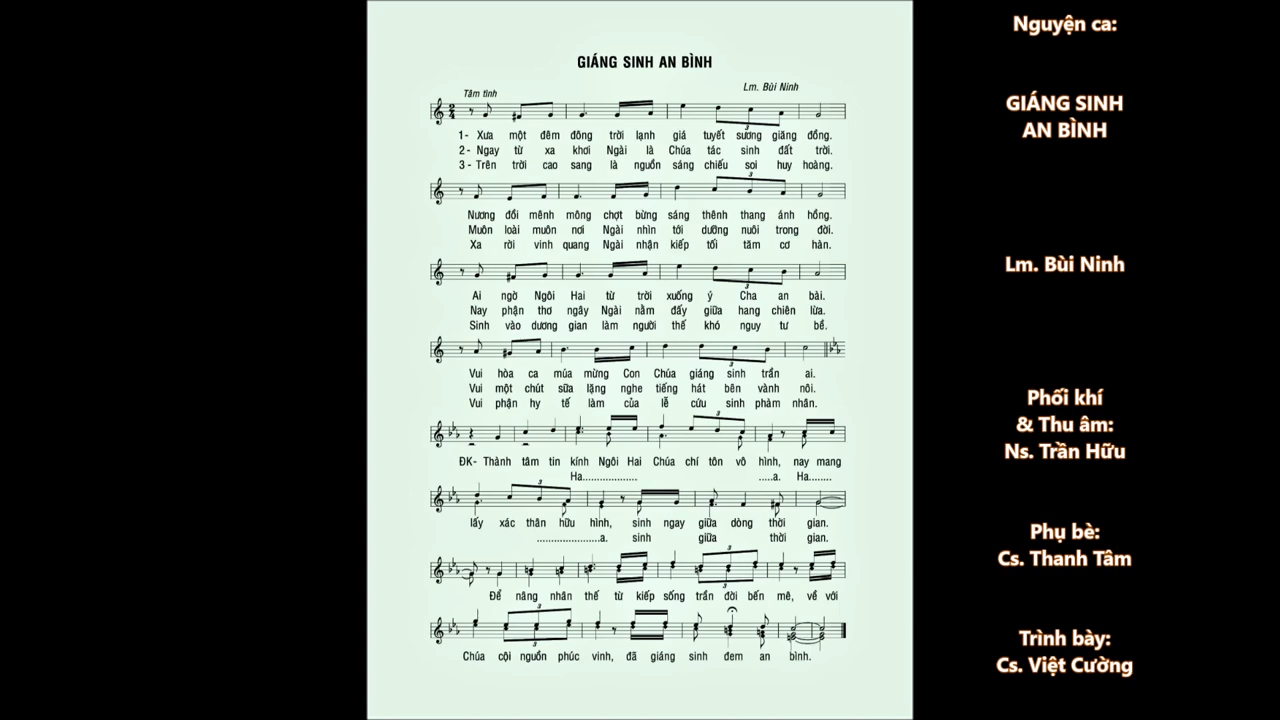 GIÁNG SINH AN BÌNH
Tâm tình
Lm. Bùi Ninh
1- Xưa một đêm đông trời lạnh giá tuyết sương giăng đồng.
2- Ngay từ xa khơi Ngài là Chúa tác sinh đất trời.
3- Trên trời cao sang là nguồn sáng chiếu soi huy hoàng.
Nương đồi mênh mông chợt bừng sáng thênh thang ánh hồng.
Muôn loài muôn nơi Ngài nhìn tới dưỡng nuôi trong đời.
Xa rời vinh quang Ngài nhận kiếp tối tăm cơ hàn.
Ai ngờ Ngôi Hai từ trời xuống ý Cha an bài.
Nay phận thơ ngây Ngài nằm đấy giữa hang chiên lừa.
Sinh vào dương gian làm người thế khó nguy tư bề.
Vui hòa ca múa mừng Con Chúa giáng sinh trần ai.
Vui một chút sữa lặng nghe tiếng hát bên vành nôi.
Vui phận hy tế làm của lễ cứu sinh phàm nhân.
ĐK- Thành tâm tin kính Ngôi Hai Chúa chí tôn vô hình, nay mang
Ha.................. .....a. Ha........
lấy xác thân hữu hình, sinh ngay giữa dòng thời gian.
.....................a. sinh giữa thời gian.
Để nâng nhân thế từ kiếp sống trần đời bến mê, về với
Chúa cội nguồn phúc vinh, đã giáng sinh đem an bình.
Nguyện ca:
GIÁNG SINH
AN BÌNH
Lm. Bùi Ninh
Phối khí
& Thu âm:
Ns. Trần Hữu
Phụ bè:
Cs. Thanh Tâm
Trình bày:
Cs. Việt Cường